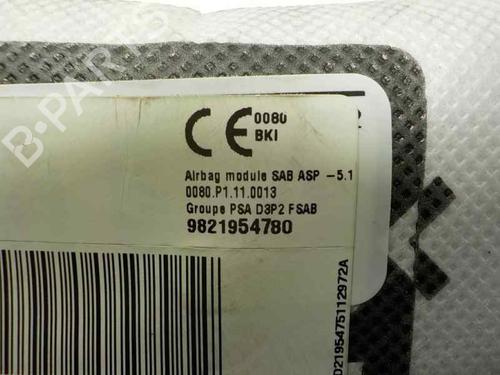 B-PARTS
0080
CE BKI
Airbag module SAB ASP -5.1
0080.P1.11.0013
Groupe PSA D3P2 FSAB
9821954780
D2195475112972A